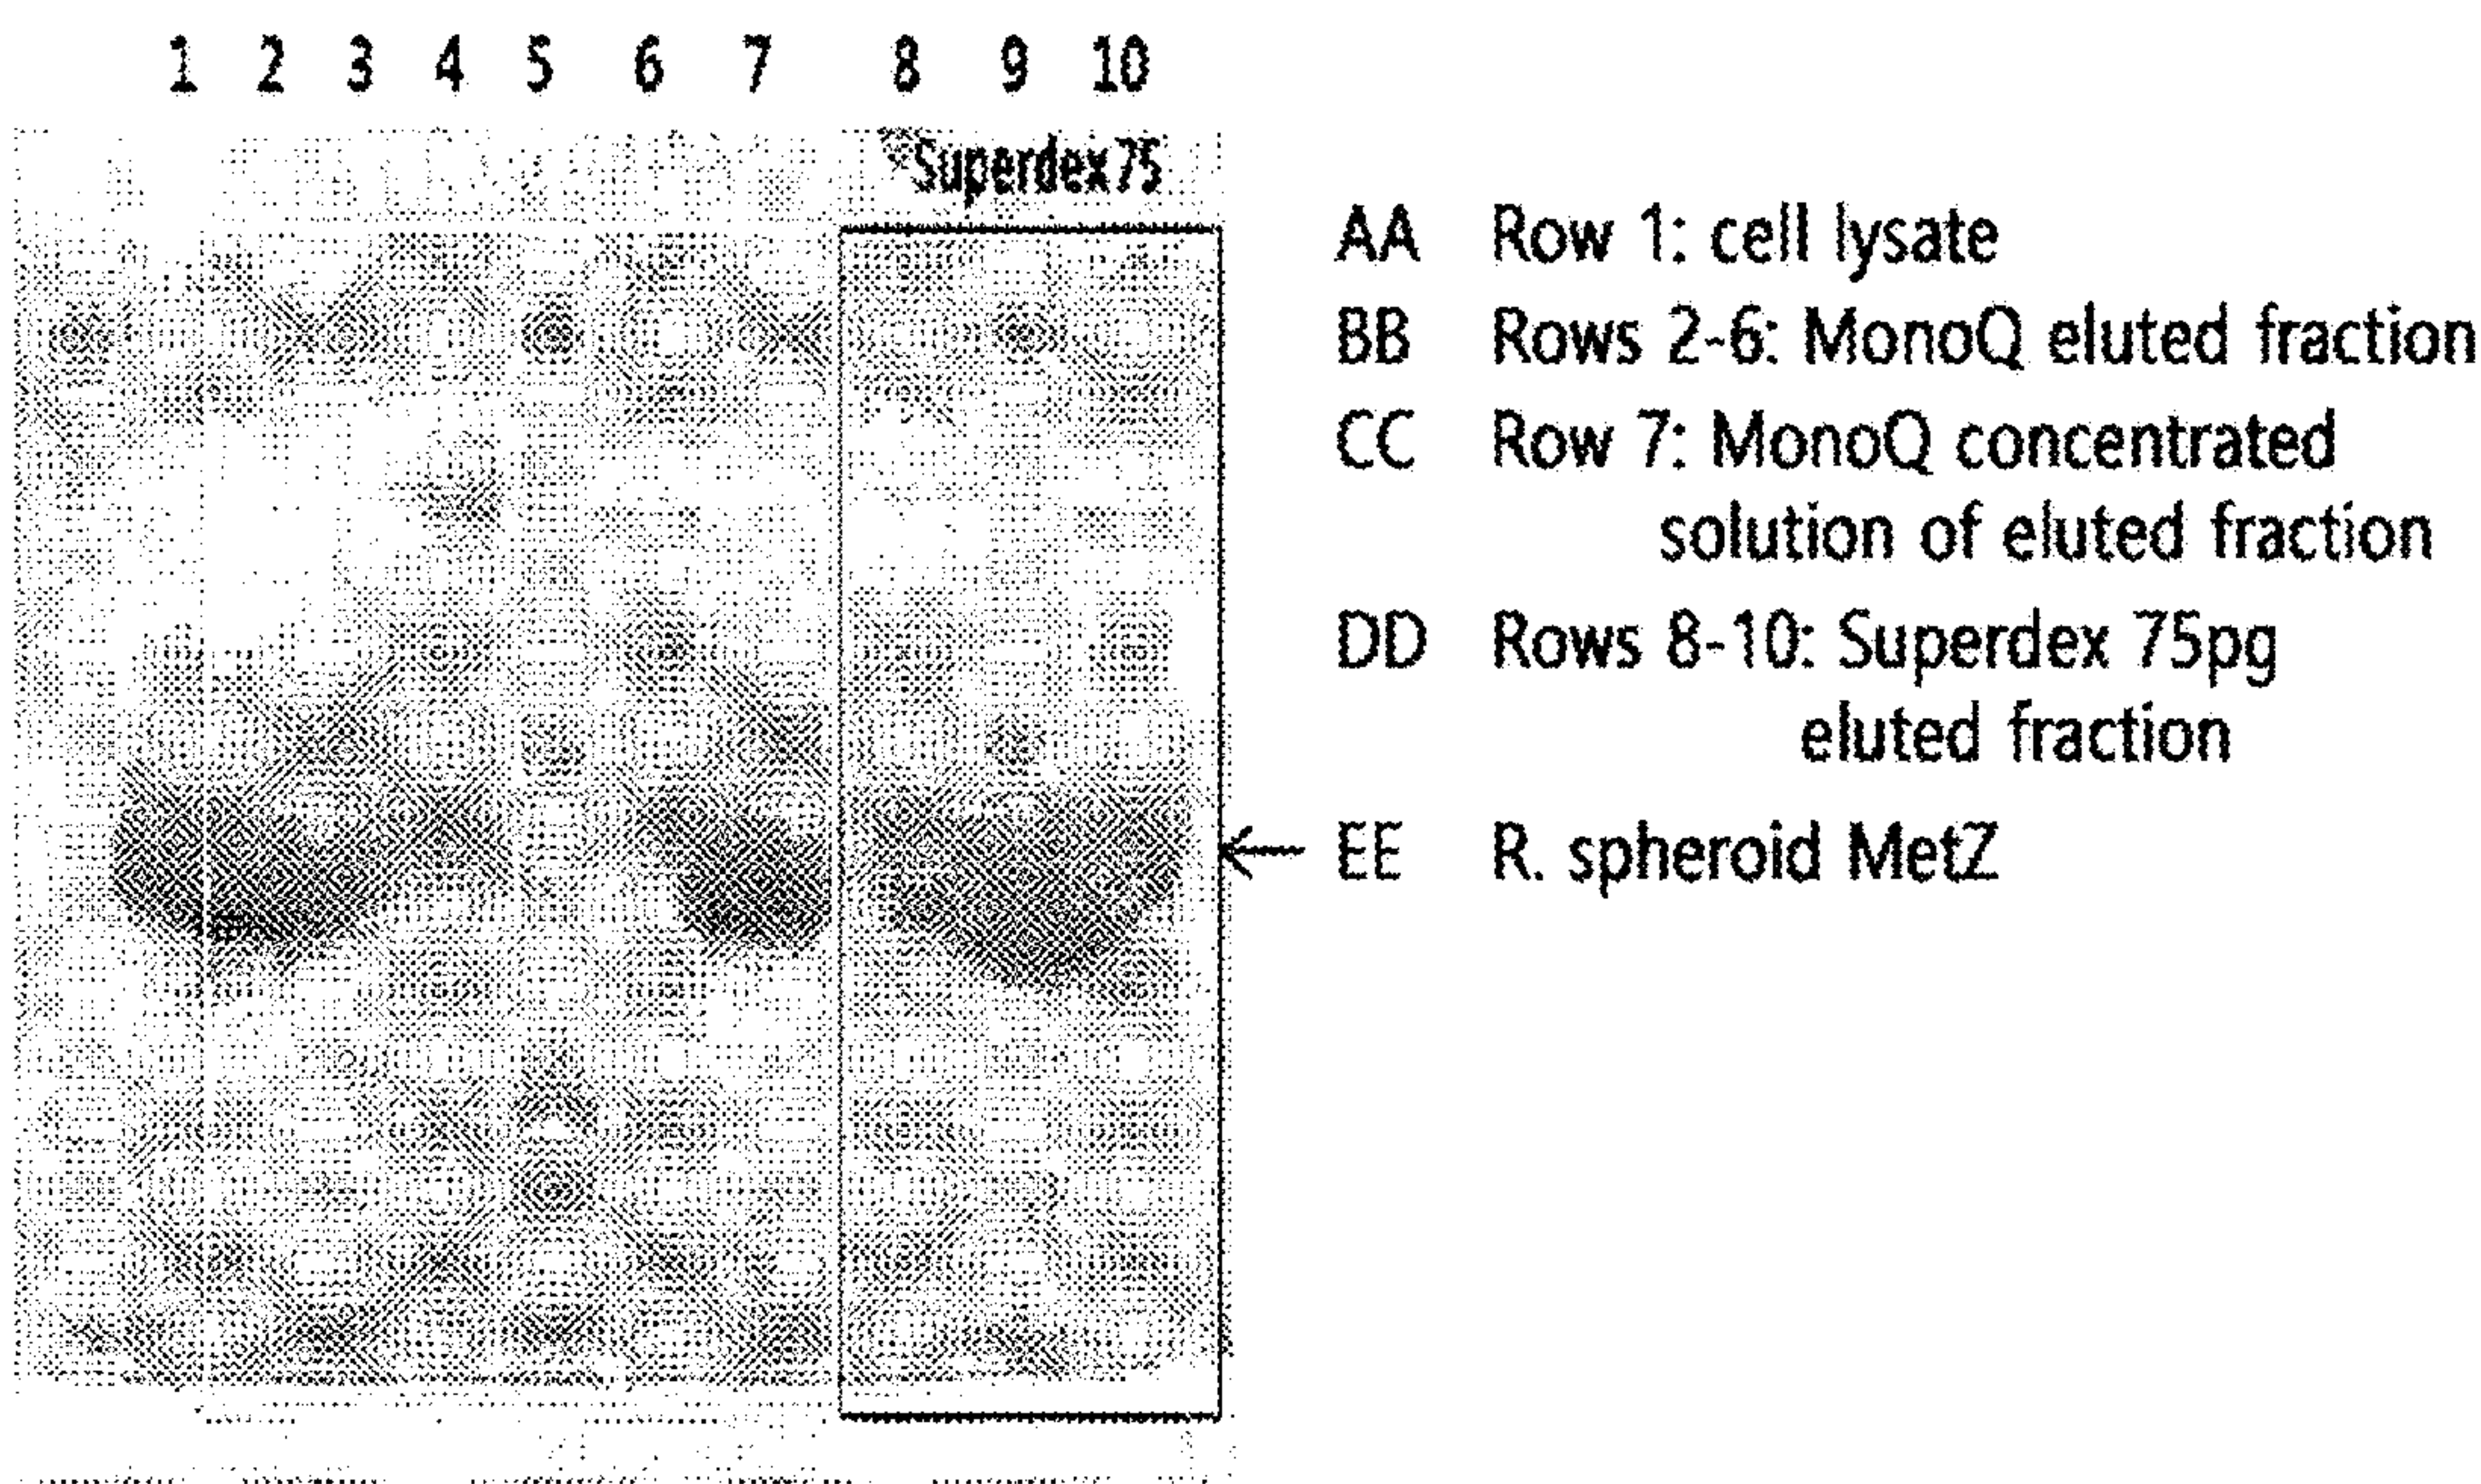 1 2 3 4 5 6 7 8 9 10
Superdex75
AA Row 1: cell lysate
BB Rows 2-6: MonoQ eluted fraction
CC Row 7: MonoQ concentrated
solution of eluted fraction
DD Rows 8-10: Superdex 75pg
eluted fraction
EE R. spheroid MetZ